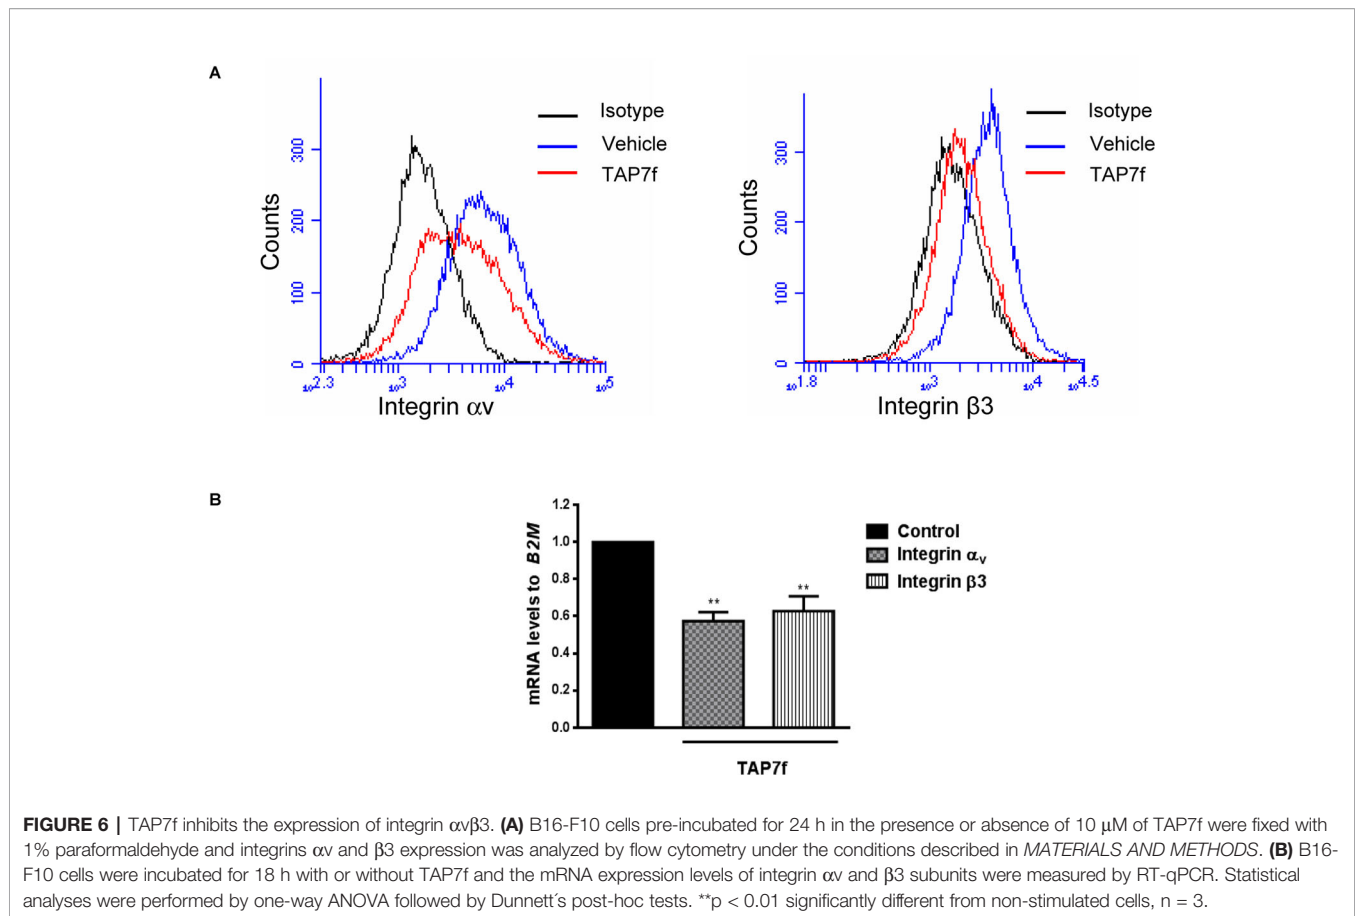 A
Isotype
Vehicle
TAP7f
Counts
300
200
100
0
10^2.3 10^3 10^4 10^5
Integrin αv
Isotype
Vehicle
TAP7f
Counts
300
200
100
0
10^1.8 10^3 10^4 10^4.5
Integrin β3
B
mRNA levels to B2M
1.2
1.0
0.8
0.6
0.4
0.2
0.0
**
**
Control
Integrin αv
Integrin β3
TAP7f
FIGURE 6 | TAP7f inhibits the expression of integrin αvβ3. (A) B16-F10 cells pre-incubated for 24 h in the presence or absence of 10 μM of TAP7f were fixed with
1% paraformaldehyde and integrins αv and β3 expression was analyzed by flow cytometry under the conditions described in MATERIALS AND METHODS. (B) B16-
F10 cells were incubated for 18 h with or without TAP7f and the mRNA expression levels of integrin αv and β3 subunits were measured by RT-qPCR. Statistical
analyses were performed by one-way ANOVA followed by Dunnett´s post-hoc tests. **p < 0.01 significantly different from non-stimulated cells, n = 3.